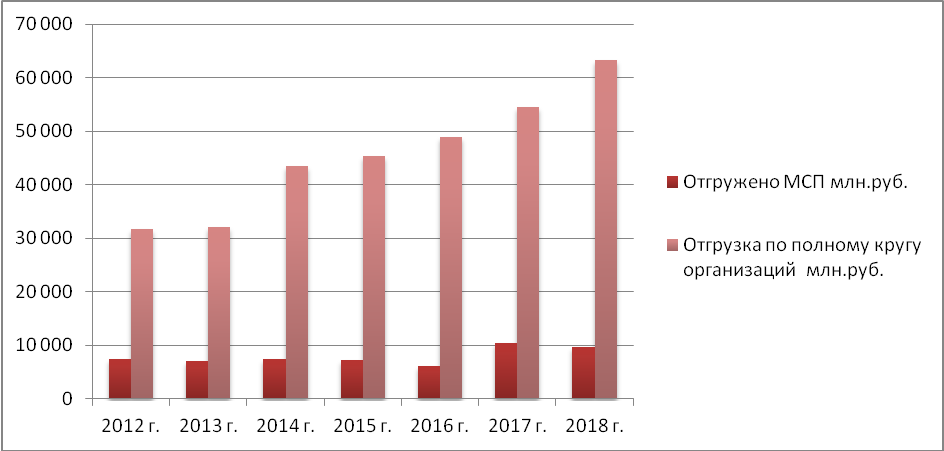 70 000
60 000
50 000
40 000
30 000
20 000
10 000
0
2012 г. 2013 г. 2014 г. 2015 г. 2016 г. 2017 г. 2018 г.
Отгружено МСП млн.руб.
Отгрузка по полному кругу
организаций млн.руб.